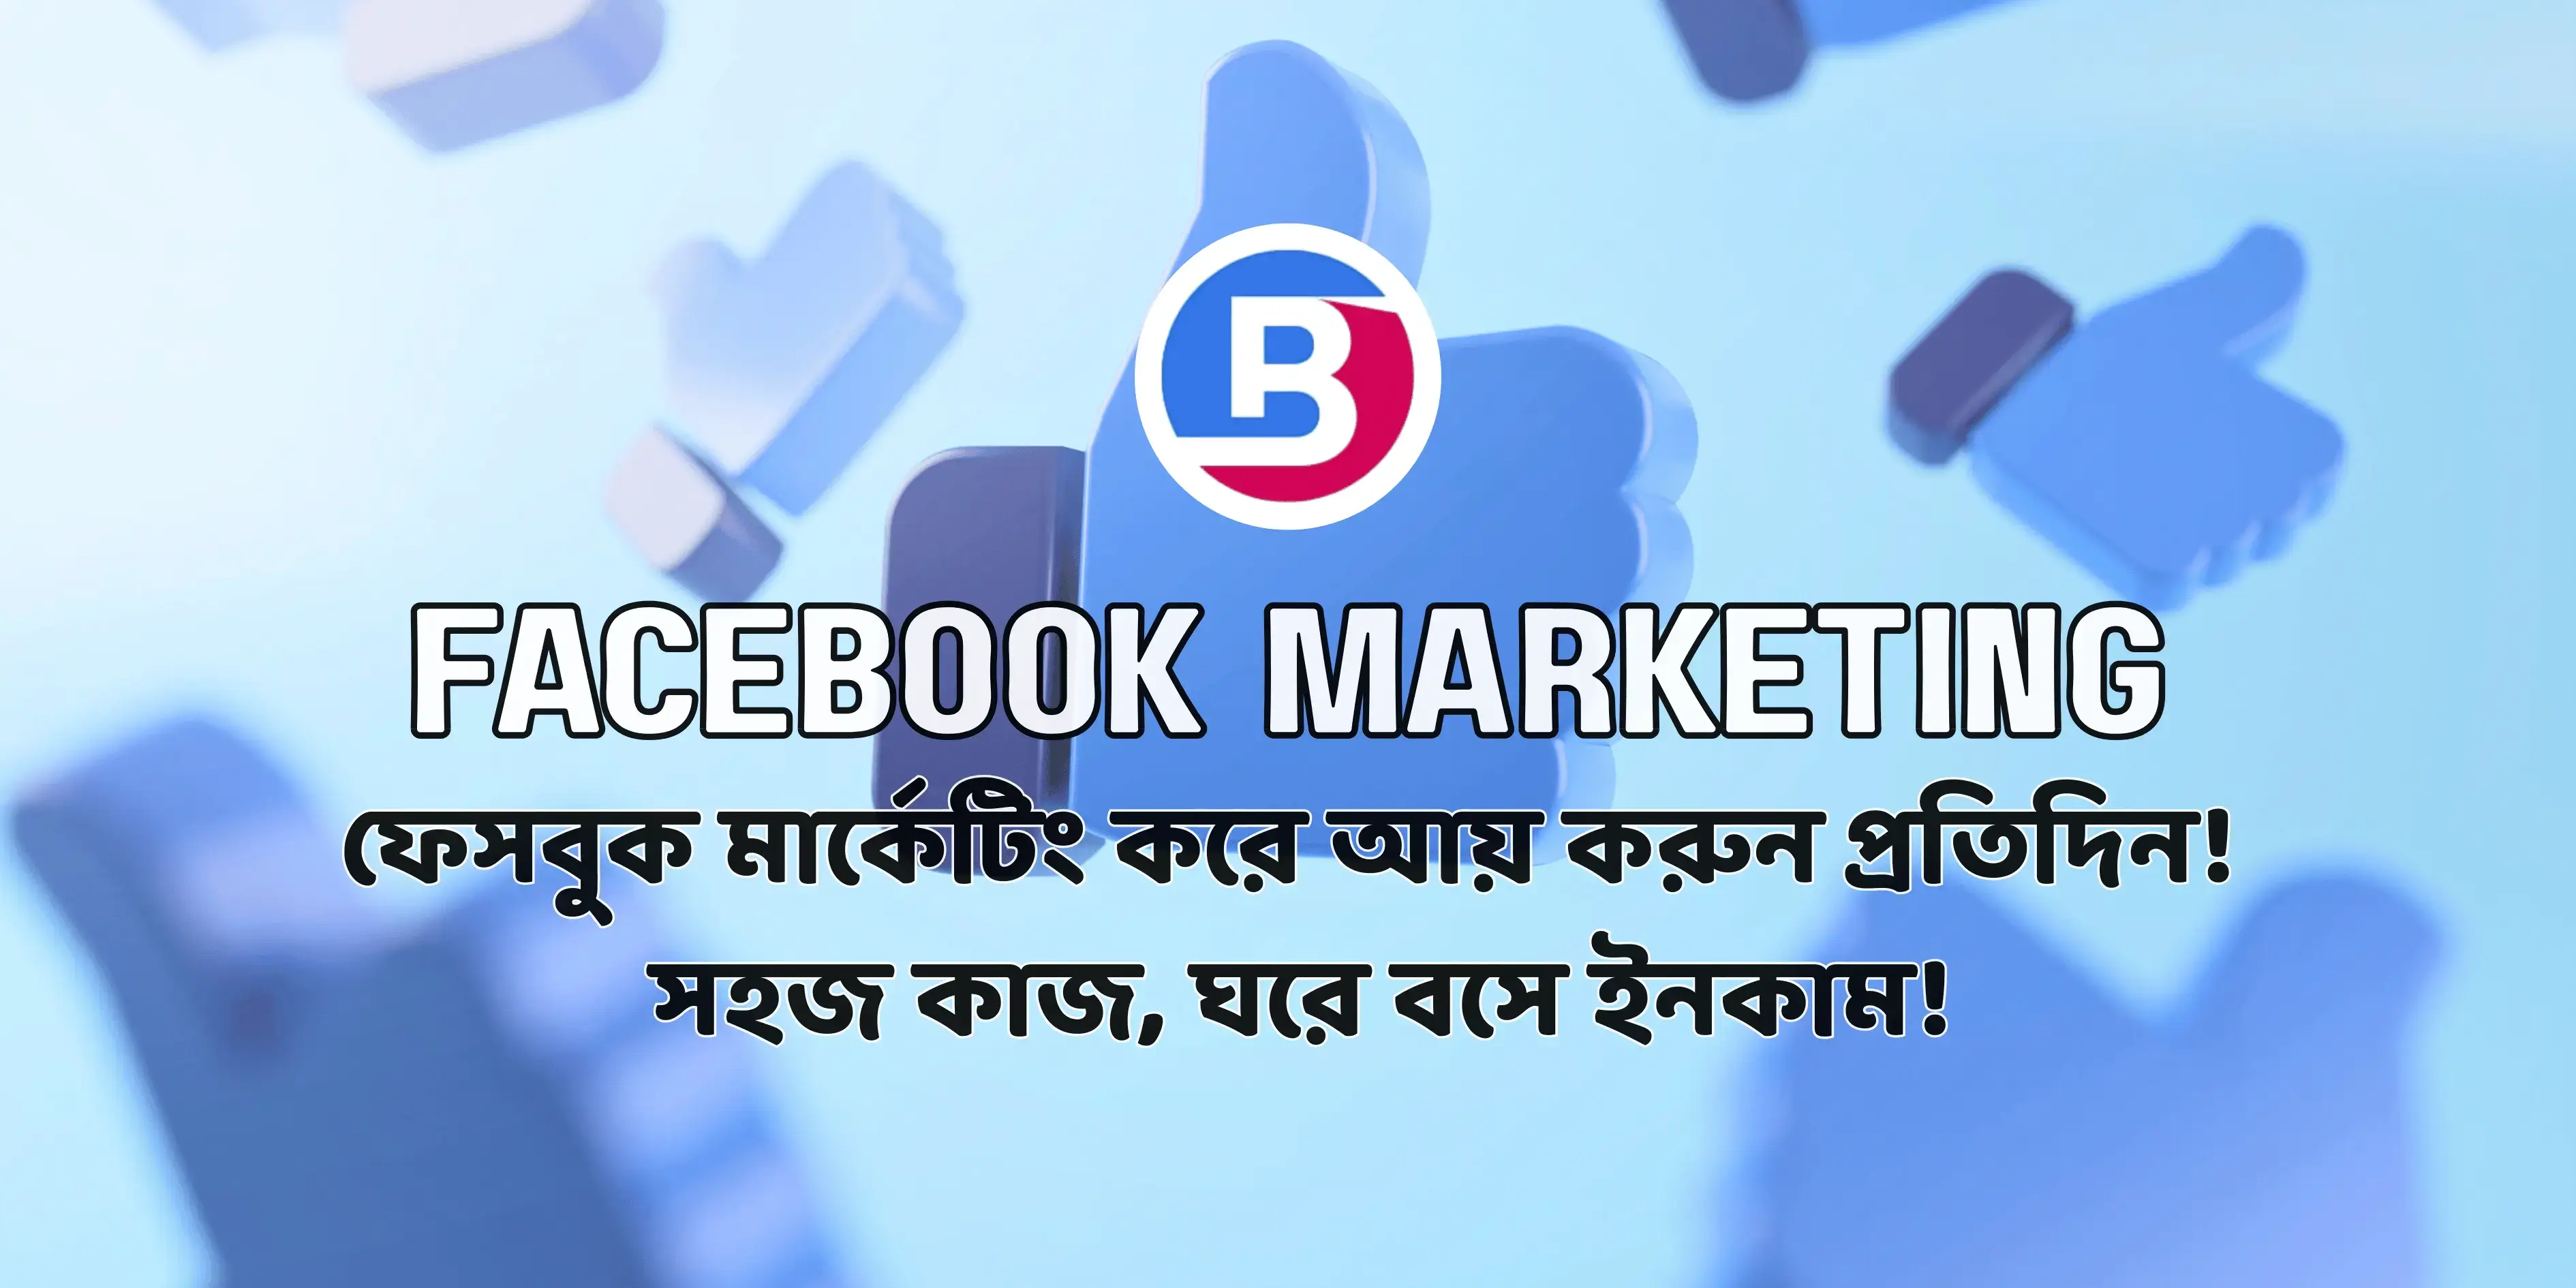 B
FACEBOOK MARKETING
ফেসবুক মার্কেটিং করে আয় করুন প্রতিদিন!
সহজ কাজ, ঘরে বসে ইনকাম!